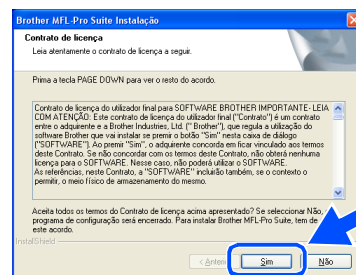 Brother MFL-Pro Suite Instalação
Contrato de licença
Leia atentamente o contrato de licença a seguir.
Prima a tecla PAGE DOWN para ver o resto do acordo.
Contrato de licença do utilizador final para SOFTWARE BROTHER IMPORTANTE- LEIA
COM ATENÇÃO: Este contrato de licença do utilizador final ("Contrato") é um contrato
entre o adquirente e a Brother Industries, Ltd. (" Brother"), que regula a utilização do
software Brother que vai instalar se premir o botão "Sim" nesta caixa de diálogo
("SOFTWARE"). Ao premir "Sim", o adquirente concorda em ficar vinculado aos termos
deste Contrato. Se não concordar com os termos deste Contrato, não obterá nenhuma
licença para o SOFTWARE. Nesse caso, não poderá utilizar o SOFTWARE.
As referências, neste Contrato, a "SOFTWARE" incluirão também, se o contexto o
permitir, o meio físico de armazenamento do mesmo.
Aceita todos os termos do Contrato de licença acima apresentado? Se seleccionar Não,
programa de configuração será encerrado. Para instalar Brother MFL-Pro Suite, tem de
este acordo.
InstallShield
< Anteri
Sim
Não